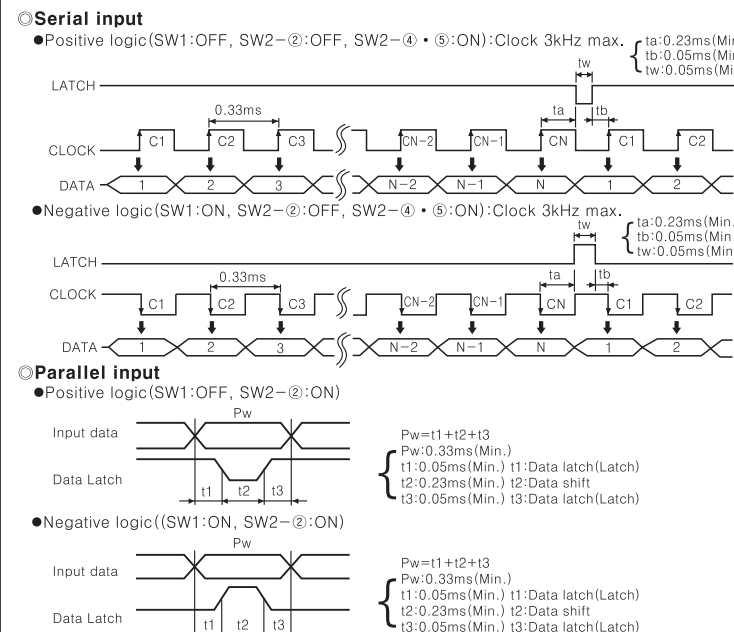 ◎Serial input
●Positive logic(SW1:OFF, SW2-②:OFF, SW2-④•⑤:ON):Clock 3kHz max.
ta:0.23ms(Min
tb:0.05ms(Min
tw:0.05ms(Mi
tw
LATCH
0.33ms
ta tb
CLOCK
C1 C2 C3 CN-2 CN-1 CN C1 C2
DATA 1 2 3 N-2 N-1 N 1 2
●Negative logic(SW1:ON, SW2-②:OFF, SW2-④•⑤:ON):Clock 3kHz max.
ta:0.23ms(Min.
tb:0.05ms(Min.
tw:0.05ms(Min
tw
LATCH
0.33ms
ta tb
CLOCK
C1 C2 C3 CN-2 CN-1 CN C1 C2
DATA 1 2 3 N-2 N-1 N 1 2
◎Parallel input
●Positive logic(SW1:OFF, SW2-②:ON)
Pw
Input data
Data Latch
t1 t2 t3
Pw=t1+t2+t3
Pw:0.33ms(Min.)
t1:0.05ms(Min.) t1:Data latch(Latch)
t2:0.23ms(Min.) t2:Data shift
t3:0.05ms(Min.) t3:Data latch(Latch)
●Negative logic((SW1:ON, SW2-②:ON)
Pw
Input data
Data Latch
t1 t2 t3
Pw=t1+t2+t3
Pw:0.33ms(Min.)
t1:0.05ms(Min.) t1:Data latch(Latch)
t2:0.23ms(Min.) t2:Data shift
t3:0.05ms(Min.) t3:Data latch(Latch)